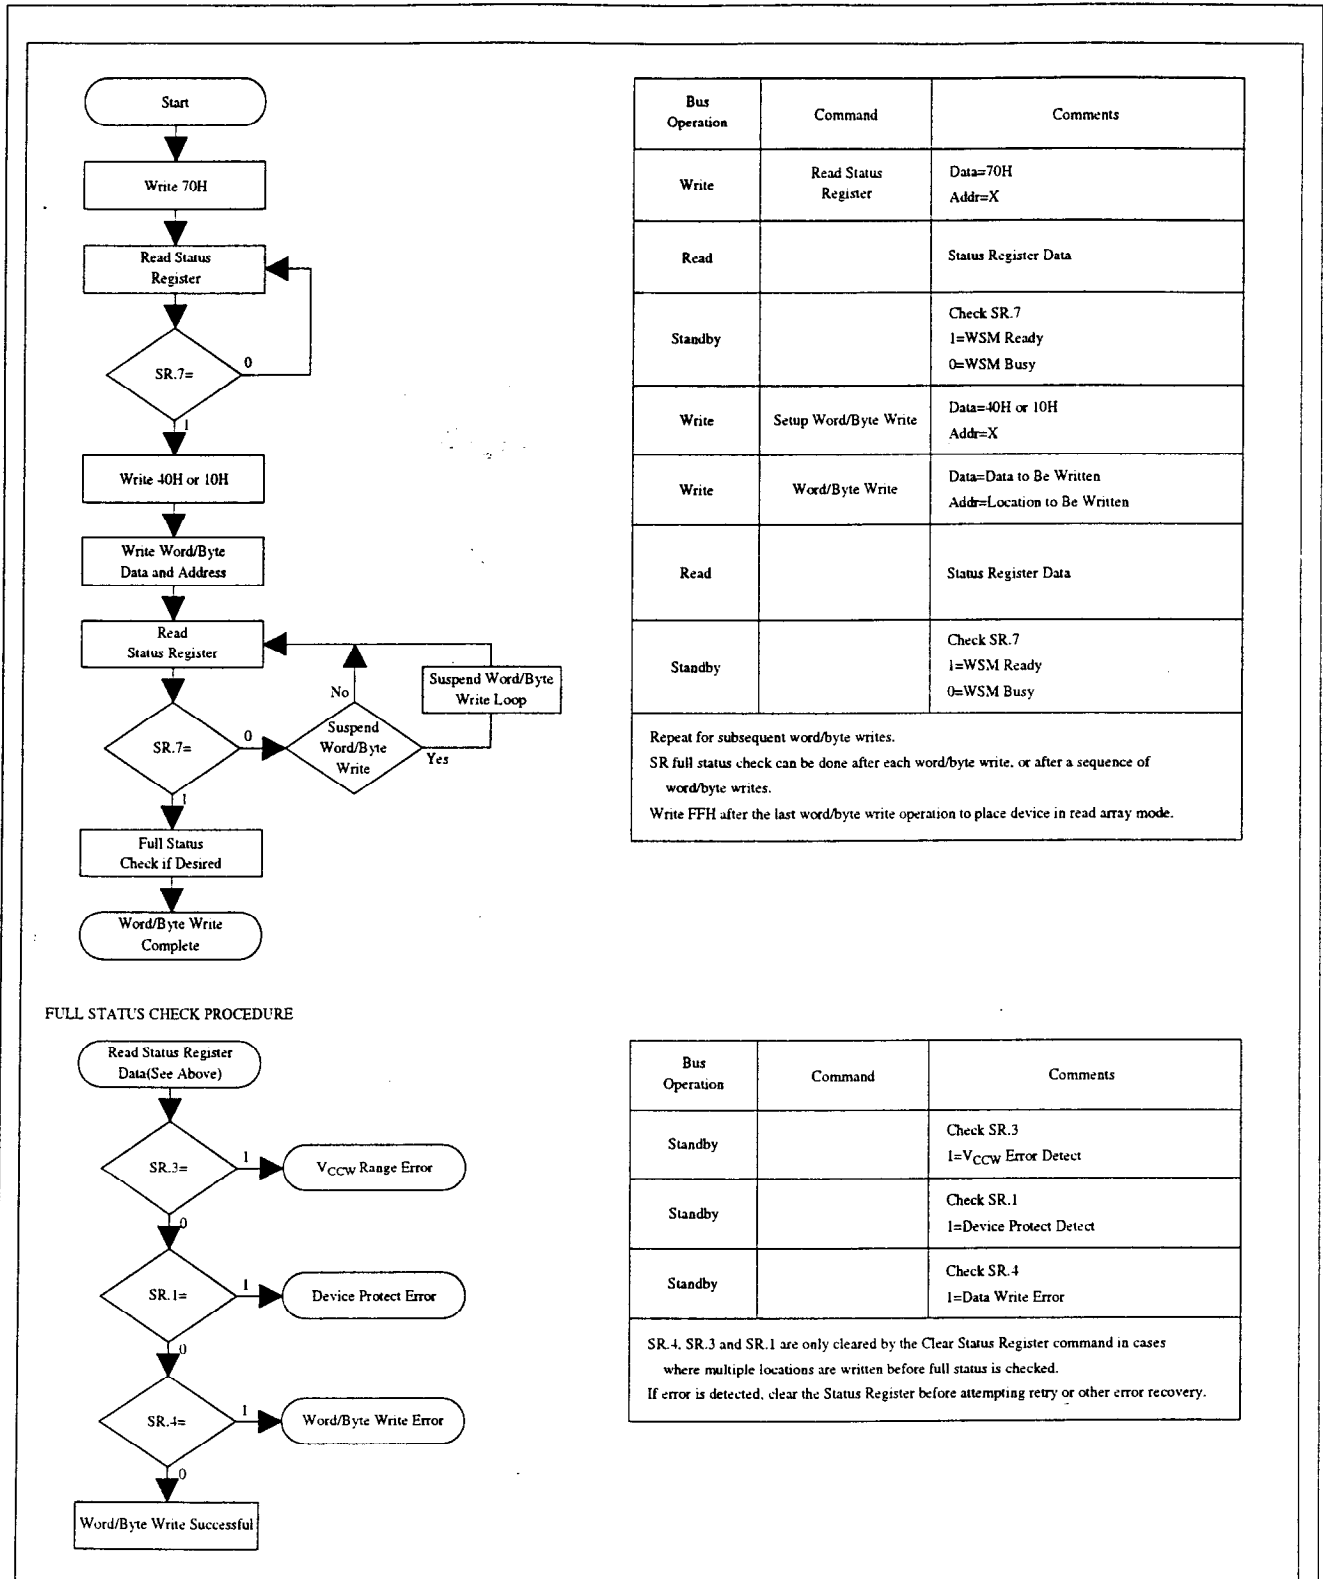 Start
Write 70H
Read Status
Register
SR.7=
0
1
Write 40H or 10H
Write Word/Byte
Data and Address
Read
Status Register
SR.7=
0
1
No
Suspend
Word/Byte
Write
Yes
Suspend Word/Byte
Write Loop
Full Status
Check if Desired
Word/Byte Write
Complete
Bus
Operation
Command
Comments
Write
Read Status
Register
Data=70H
Addr=X
Read
Status Register Data
Standby
Check SR.7
1=WSM Ready
0=WSM Busy
Write
Setup Word/Byte Write
Data=40H or 10H
Addr=X
Write
Word/Byte Write
Data=Data to Be Written
Addr=Location to Be Written
Read
Status Register Data
Standby
Check SR.7
1=WSM Ready
0=WSM Busy
Repeat for subsequent word/byte writes.
SR full status check can be done after each word/byte write, or after a sequence of
word/byte writes.
Write FFH after the last word/byte write operation to place device in read array mode.
FULL STATUS CHECK PROCEDURE
Read Status Register
Data(See Above)
SR.3=
1
VCCW Range Error
0
SR.1=
1
Device Protect Error
0
SR.4=
1
Word/Byte Write Error
0
Word/Byte Write Successful
Bus
Operation
Command
Comments
Standby
Check SR.3
1=VCCW Error Detect
Standby
Check SR.1
1=Device Protect Detect
Standby
Check SR.4
1=Data Write Error
SR.4, SR.3 and SR.1 are only cleared by the Clear Status Register command in cases
where multiple locations are written before full status is checked.
If error is detected, clear the Status Register before attempting retry or other error recovery.